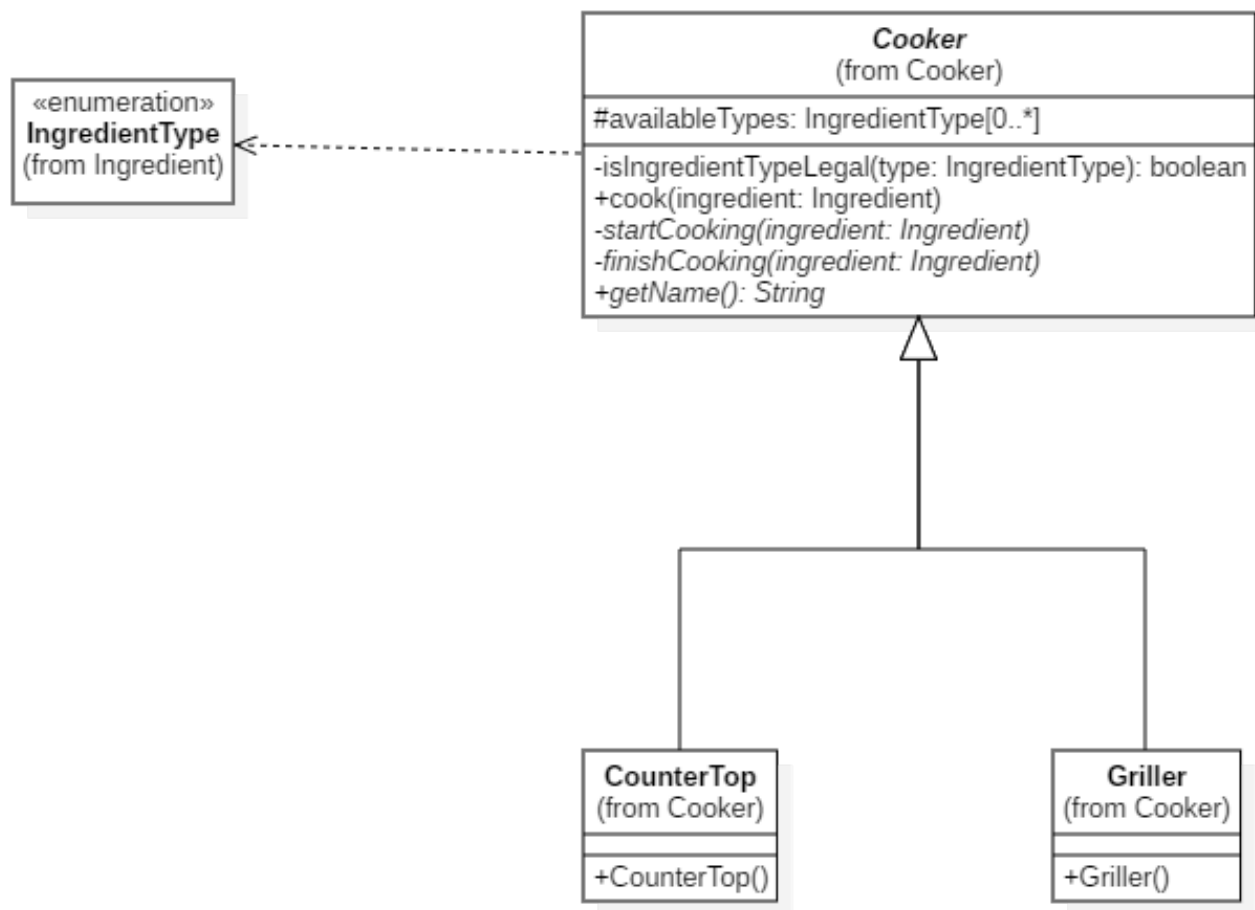 «enumeration»
IngredientType
(from Ingredient)
Cooker
(from Cooker)
#availableTypes: IngredientType[0..*]
-isIngredientTypeLegal(type: IngredientType): boolean
+cook(ingredient: Ingredient)
-startCooking(ingredient: Ingredient)
-finishCooking(ingredient: Ingredient)
+getName(): String
CounterTop
(from Cooker)
+CounterTop()
Griller
(from Cooker)
+Griller()